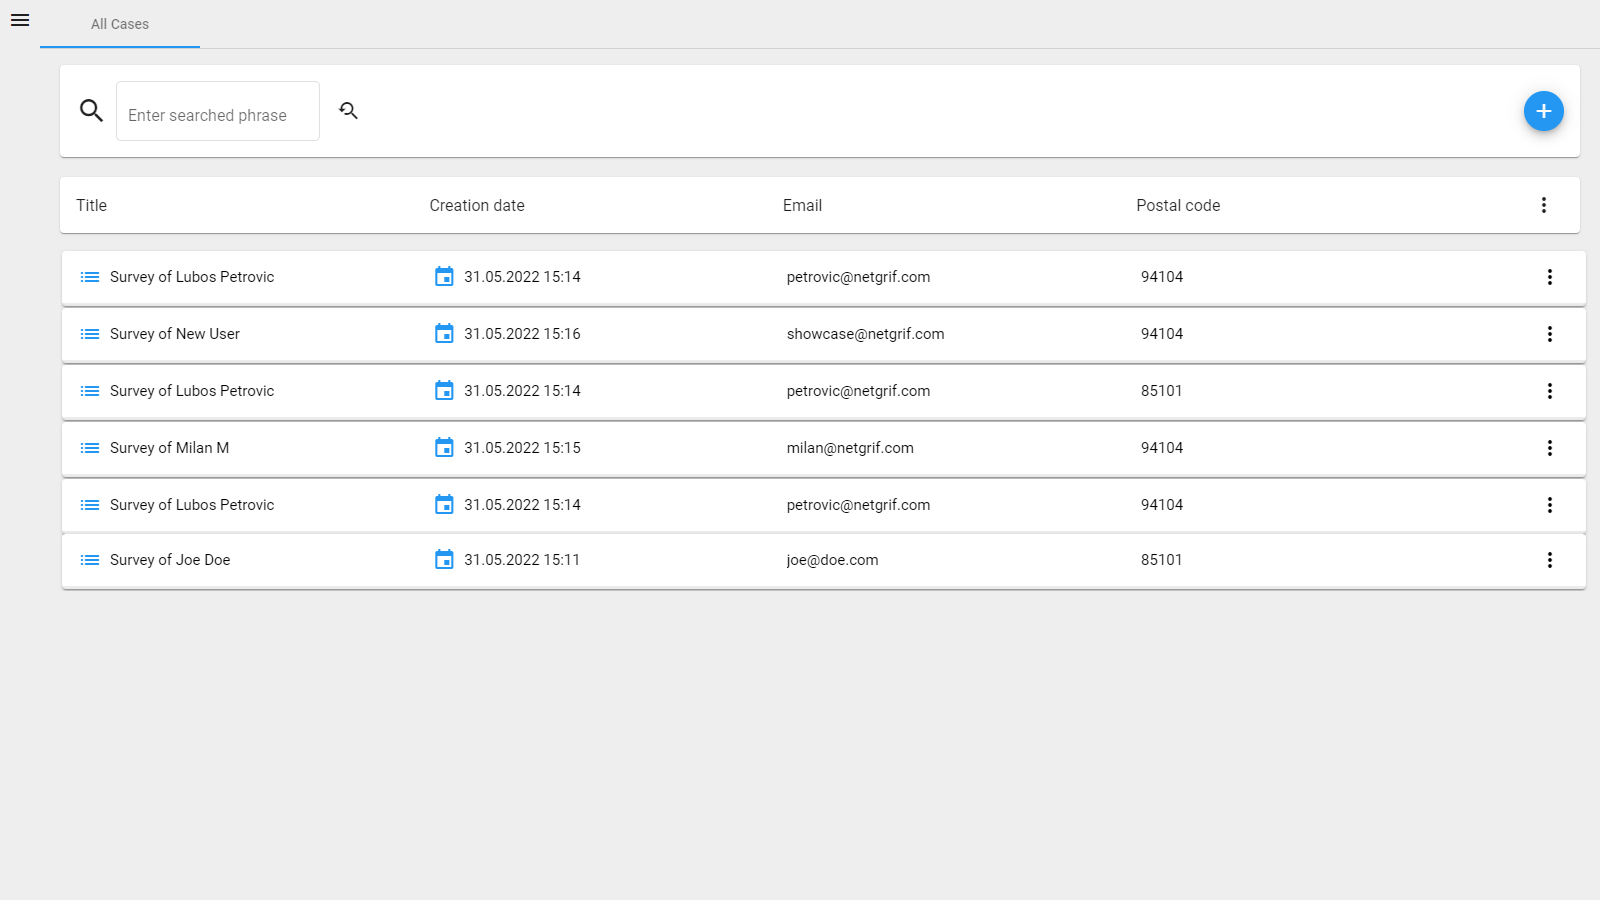 All Cases
Enter searched phrase
Title Creation date Email Postal code
Survey of Lubos Petrovic 31.05.2022 15:14 petrovic@netgrif.com 94104
Survey of New User 31.05.2022 15:16 showcase@netgrif.com 94104
Survey of Lubos Petrovic 31.05.2022 15:14 petrovic@netgrif.com 85101
Survey of Milan M 31.05.2022 15:15 milan@netgrif.com 94104
Survey of Lubos Petrovic 31.05.2022 15:14 petrovic@netgrif.com 94104
Survey of Joe Doe 31.05.2022 15:11 joe@doe.com 85101